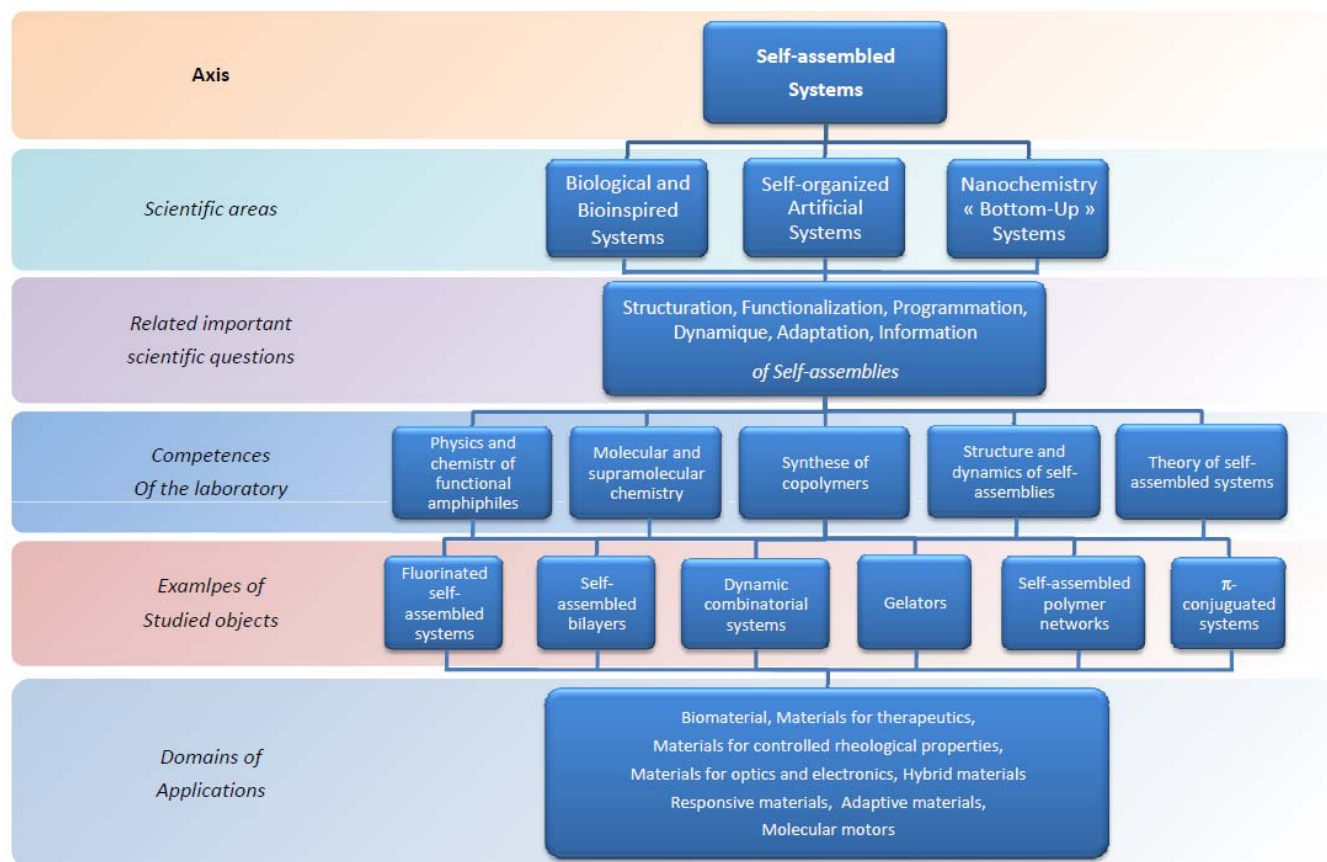 Axis
Self-assembled
Systems
Scientific areas
Biological and
Bioinspired
Systems
Self-organized
Artificial
Systems
Nanochemistry
« Bottom-Up »
Systems
Related important
scientific questions
Structuration, Functionalization, Programmation,
Dynamique, Adaptation, Information
of Self-assemblies
Competences
Of the laboratory
Physics and
chemistr of
functional
amphiphiles
Molecular and
supramolecular
chemistry
Synthese of
copolymers
Structure and
dynamics of self-
assemblies
Theory of self-
assembled systems
Examlpes of
Studied objects
Fluorinated
self-
assembled
systems
Self-
assembled
bilayers
Dynamic
combinatorial
systems
Gelators
Self-assembled
polymer
networks
π-
conjuguated
systems
Domains of
Applications
Biomaterial, Materials for therapeutics,
Materials for controlled rheological properties,
Materials for optics and electronics, Hybrid materials
Responsive materials, Adaptive materials,
Molecular motors